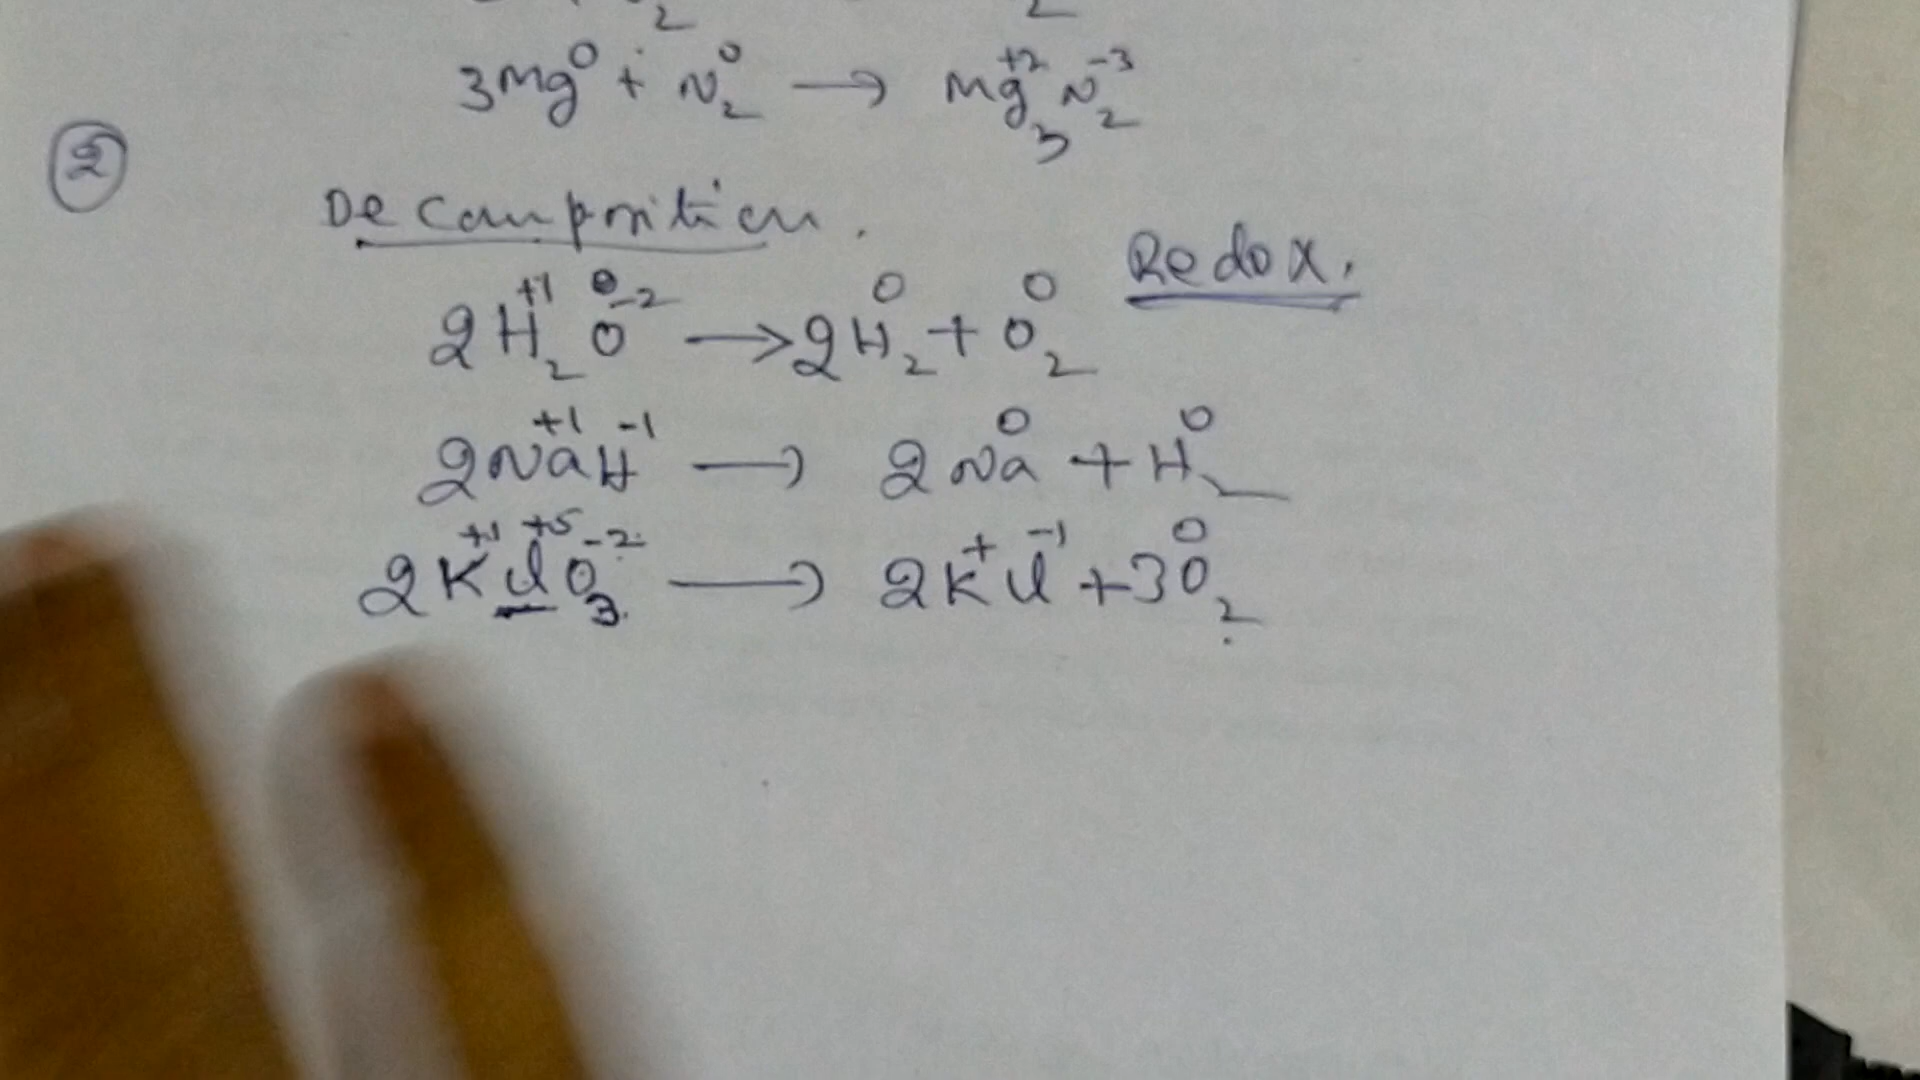 3Mg⁰ + N₂⁰ → Mg₃⁺²N₂⁻³
②
Decomposition.
Redox.
2H₂⁺¹O⁻² → 2H₂⁰ + O₂⁰
2Na⁺¹H⁻¹ → 2Na⁰ + H₂⁰
2K⁺¹Cl⁺⁵O₃⁻² → 2K⁺Cl⁻¹ + 3O₂⁰